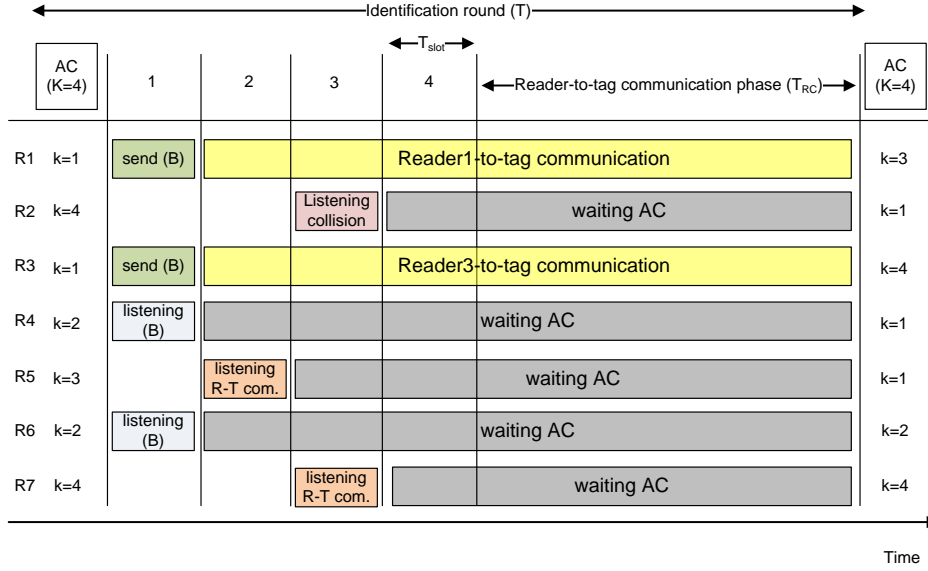 Identification round (T)
T_slot
AC
(K=4)
1
2
3
4
Reader-to-tag communication phase (T_RC)
AC
(K=4)
R1 k=1 send (B) Reader1-to-tag communication k=3
R2 k=4 Listening
collision waiting AC k=1
R3 k=1 send (B) Reader3-to-tag communication k=4
R4 k=2 listening
(B) waiting AC k=1
R5 k=3 listening
R-T com. waiting AC k=1
R6 k=2 listening
(B) waiting AC k=2
R7 k=4 listening
R-T com. waiting AC k=4
Time